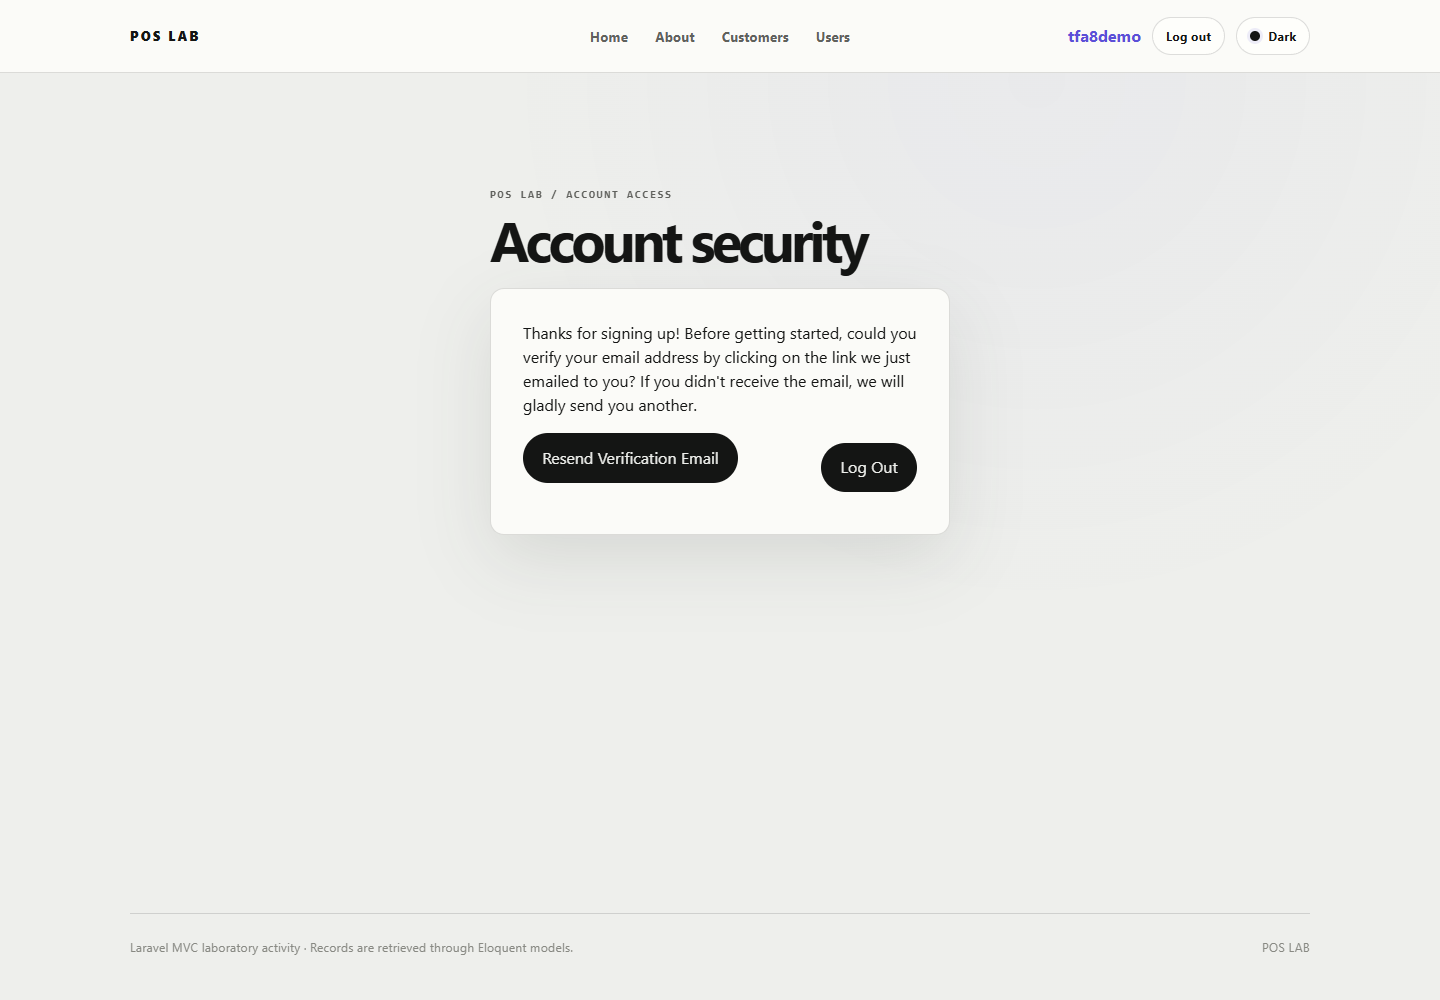 POS LAB
Home About Customers Users
tfa8demo Log out Dark
POS LAB / ACCOUNT ACCESS
Account security
Thanks for signing up! Before getting started, could you
verify your email address by clicking on the link we just
emailed to you? If you didn't receive the email, we will
gladly send you another.
Resend Verification Email
Log Out
Laravel MVC laboratory activity · Records are retrieved through Eloquent models.
POS LAB